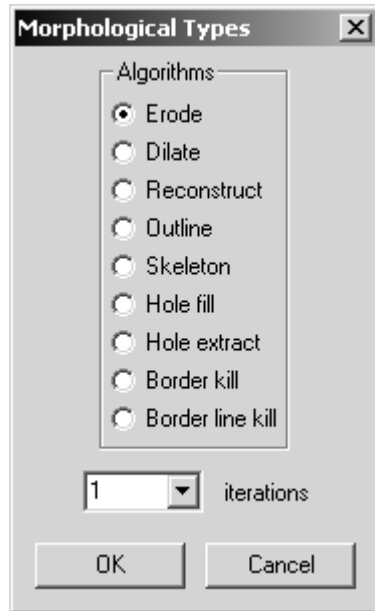 Morphological Types
Algorithms
Erode
Dilate
Reconstruct
Outline
Skeleton
Hole fill
Hole extract
Border kill
Border line kill
1 iterations
OK Cancel